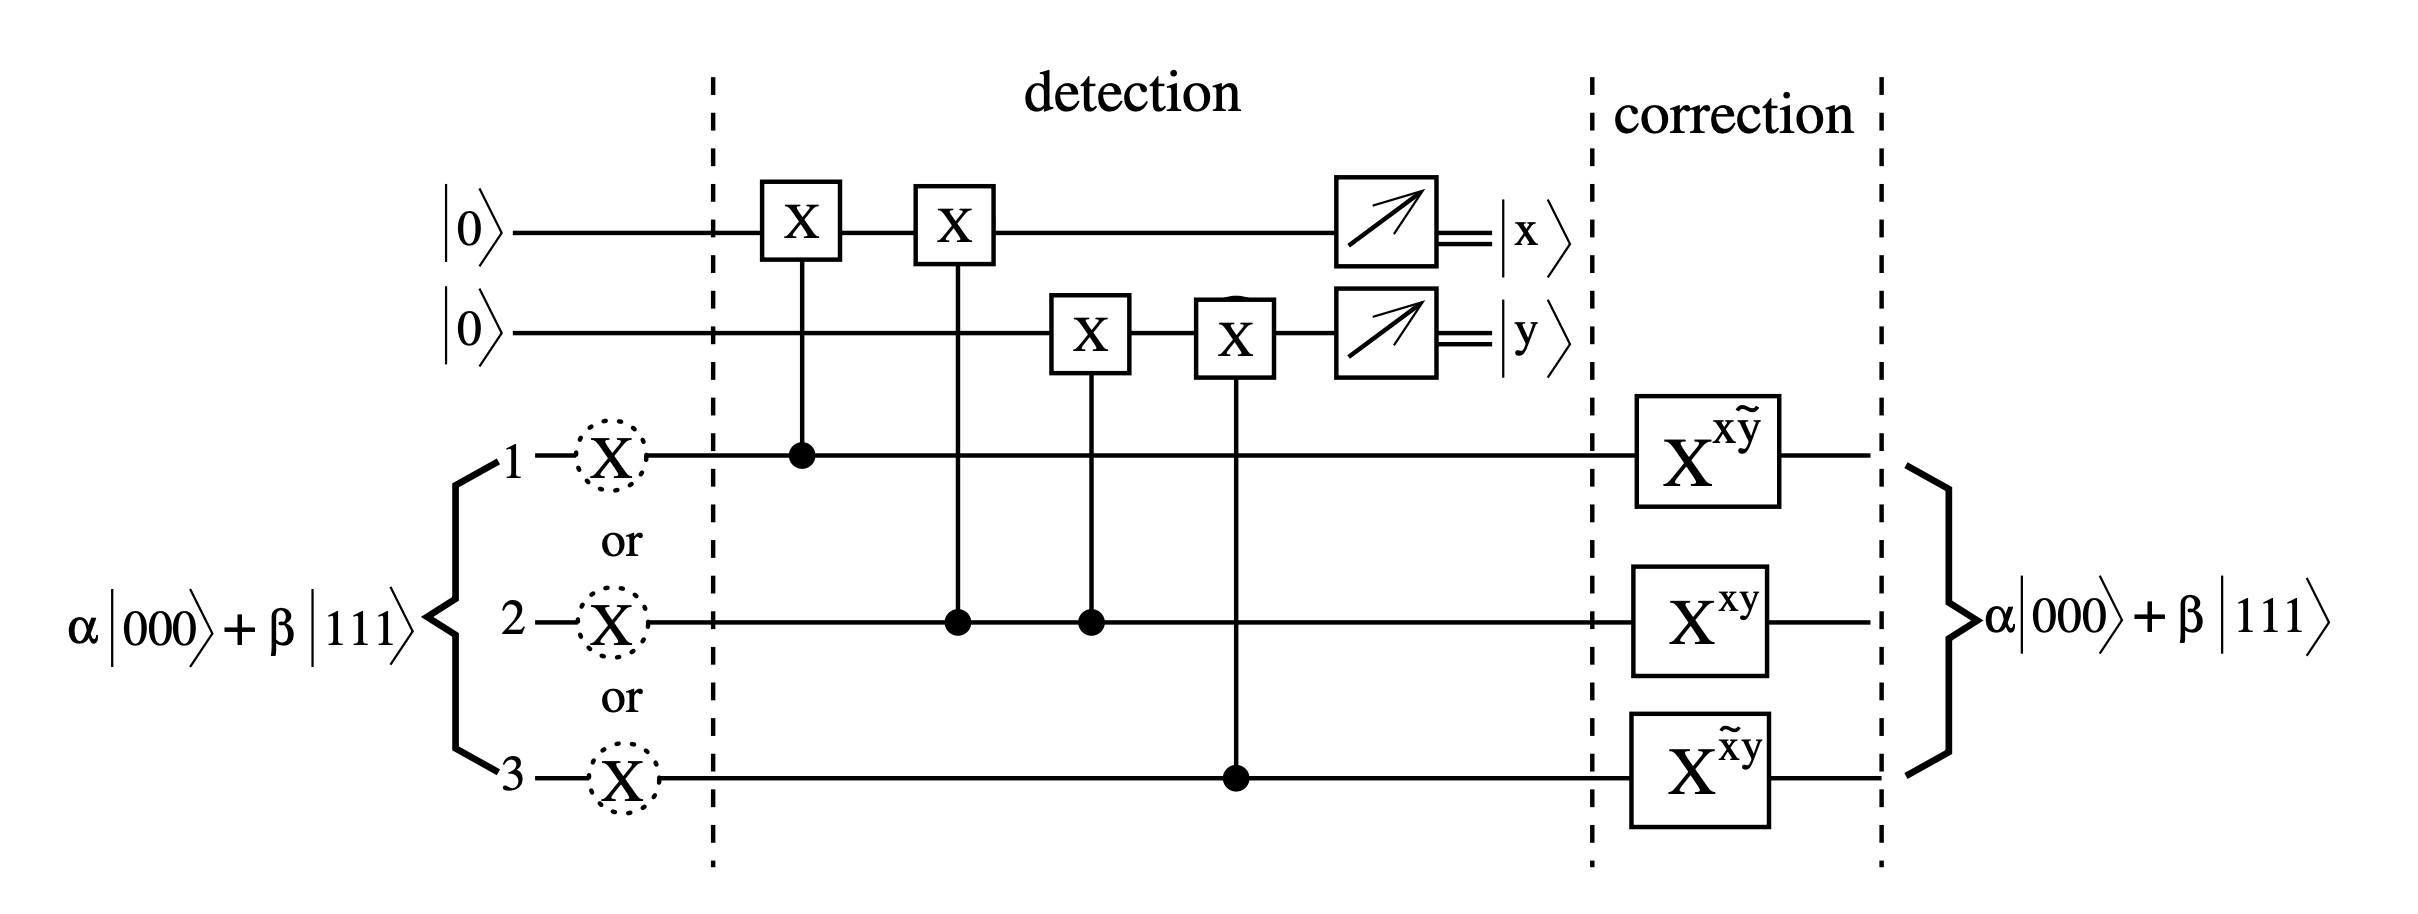 detection
correction
|0⟩ X X |x⟩
|0⟩ X X |y⟩
1 X X^{xỹ}
or
α|000⟩ + β|111⟩ 2 X X^{xy} α|000⟩ + β|111⟩
or
3 X X^{x̃y}